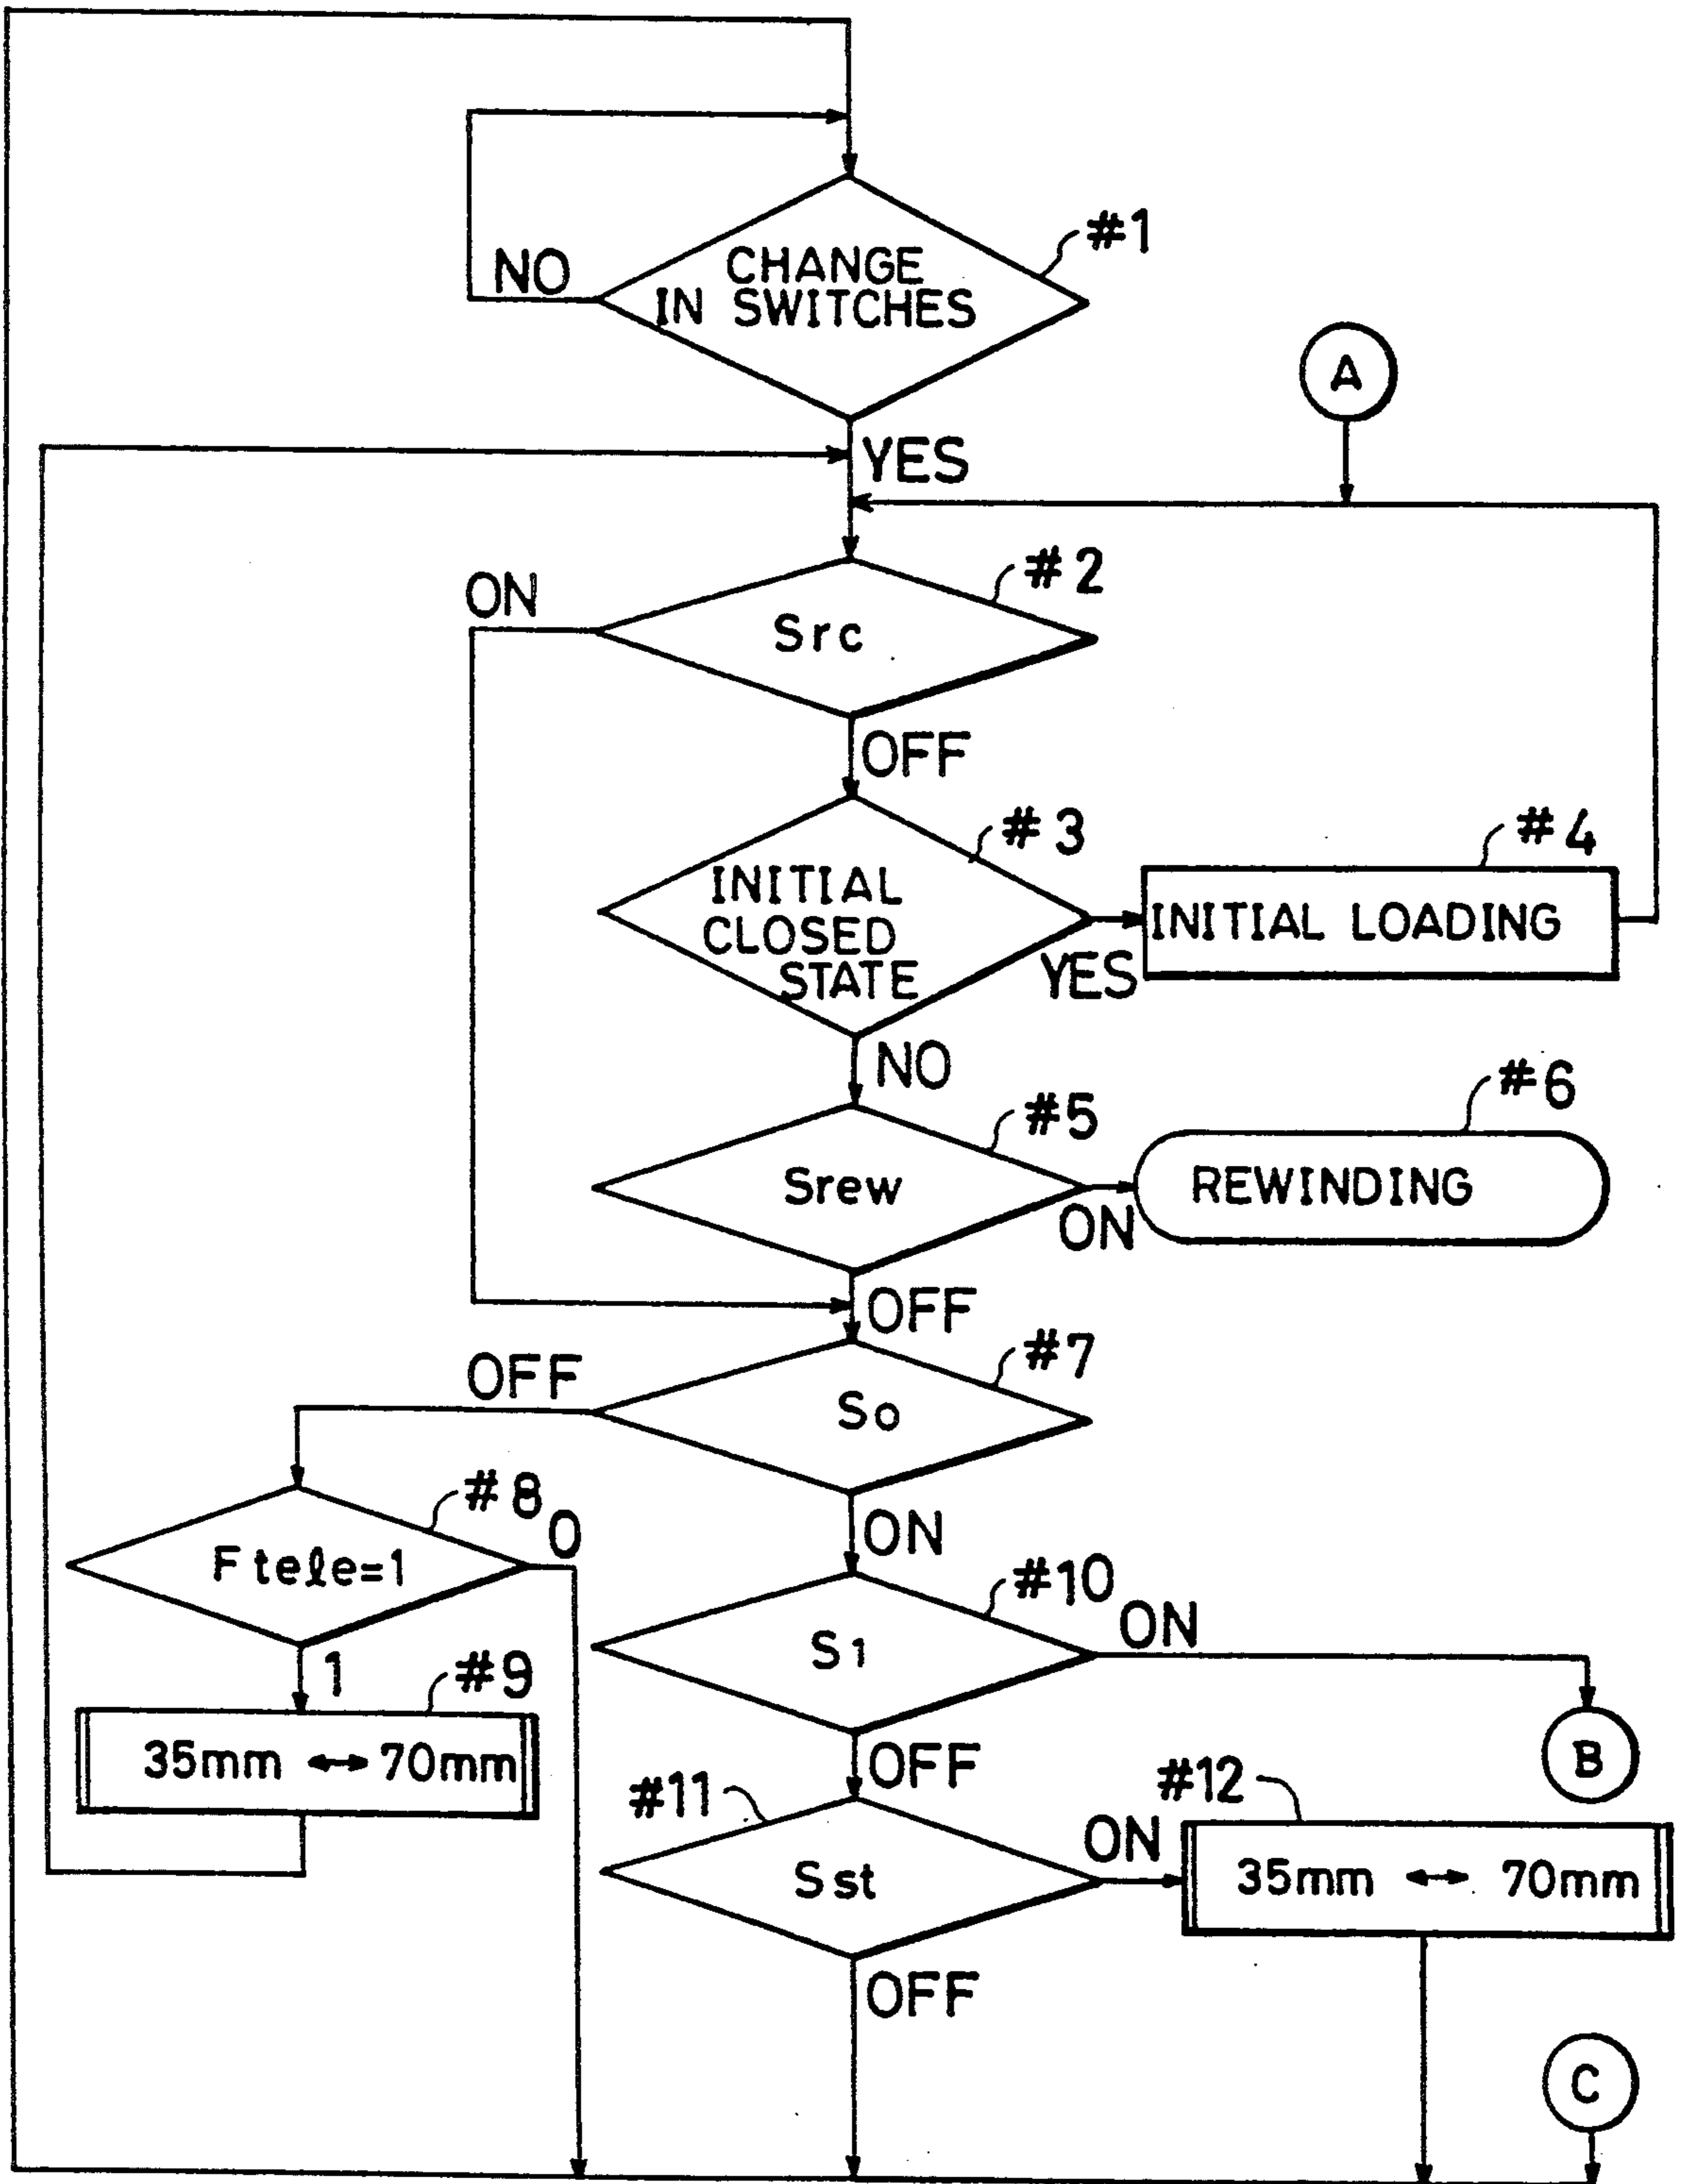 #1
CHANGE
IN SWITCHES
NO
A
YES
#2
ON
Src
OFF
#3
#4
INITIAL
CLOSED
STATE
INITIAL LOADING
YES
NO
#5
#6
Srew
REWINDING
ON
OFF
#7
OFF
So
#8
0
ON
Ftele=1
#10
ON
S1
1
#9
35mm ↔ 70mm
OFF
B
#11
#12
ON
Sst
35mm ↔ 70mm
OFF
C